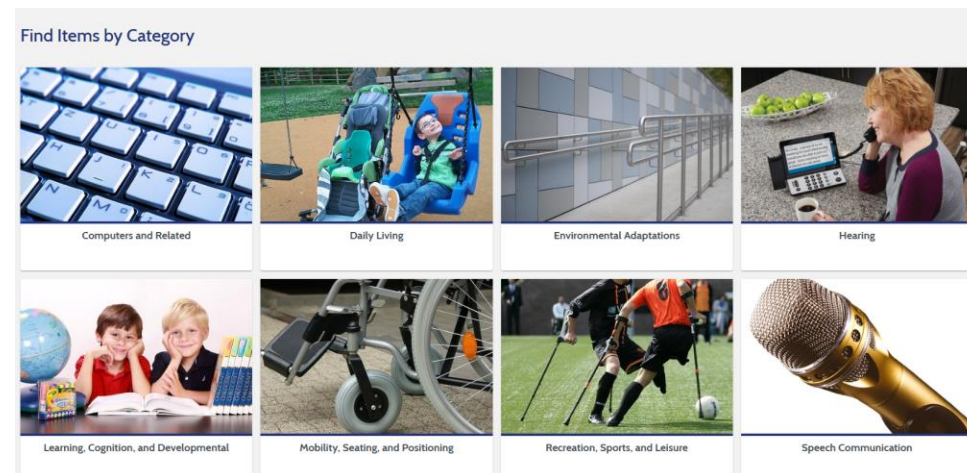 Find Items by Category
Computers and Related
Daily Living
Environmental Adaptations
Hearing
Learning, Cognition, and Developmental
Mobility, Seating, and Positioning
Recreation, Sports, and Leisure
Speech Communication